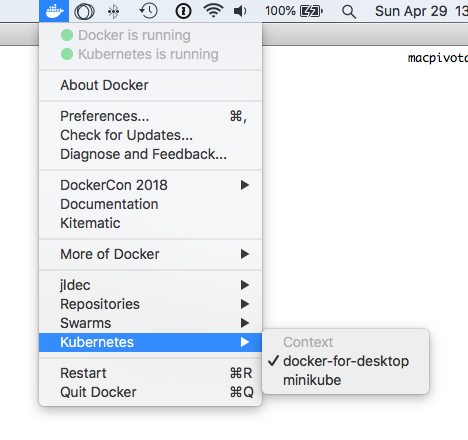 100% Sun Apr 29 13
macpivota
Docker is running
Kubernetes is running
About Docker
Preferences... ⌘,
Check for Updates...
Diagnose and Feedback...
DockerCon 2018
Documentation
Kitematic
More of Docker
jldec
Repositories
Swarms
Kubernetes
Context
docker-for-desktop
minikube
Restart ⌘R
Quit Docker ⌘Q